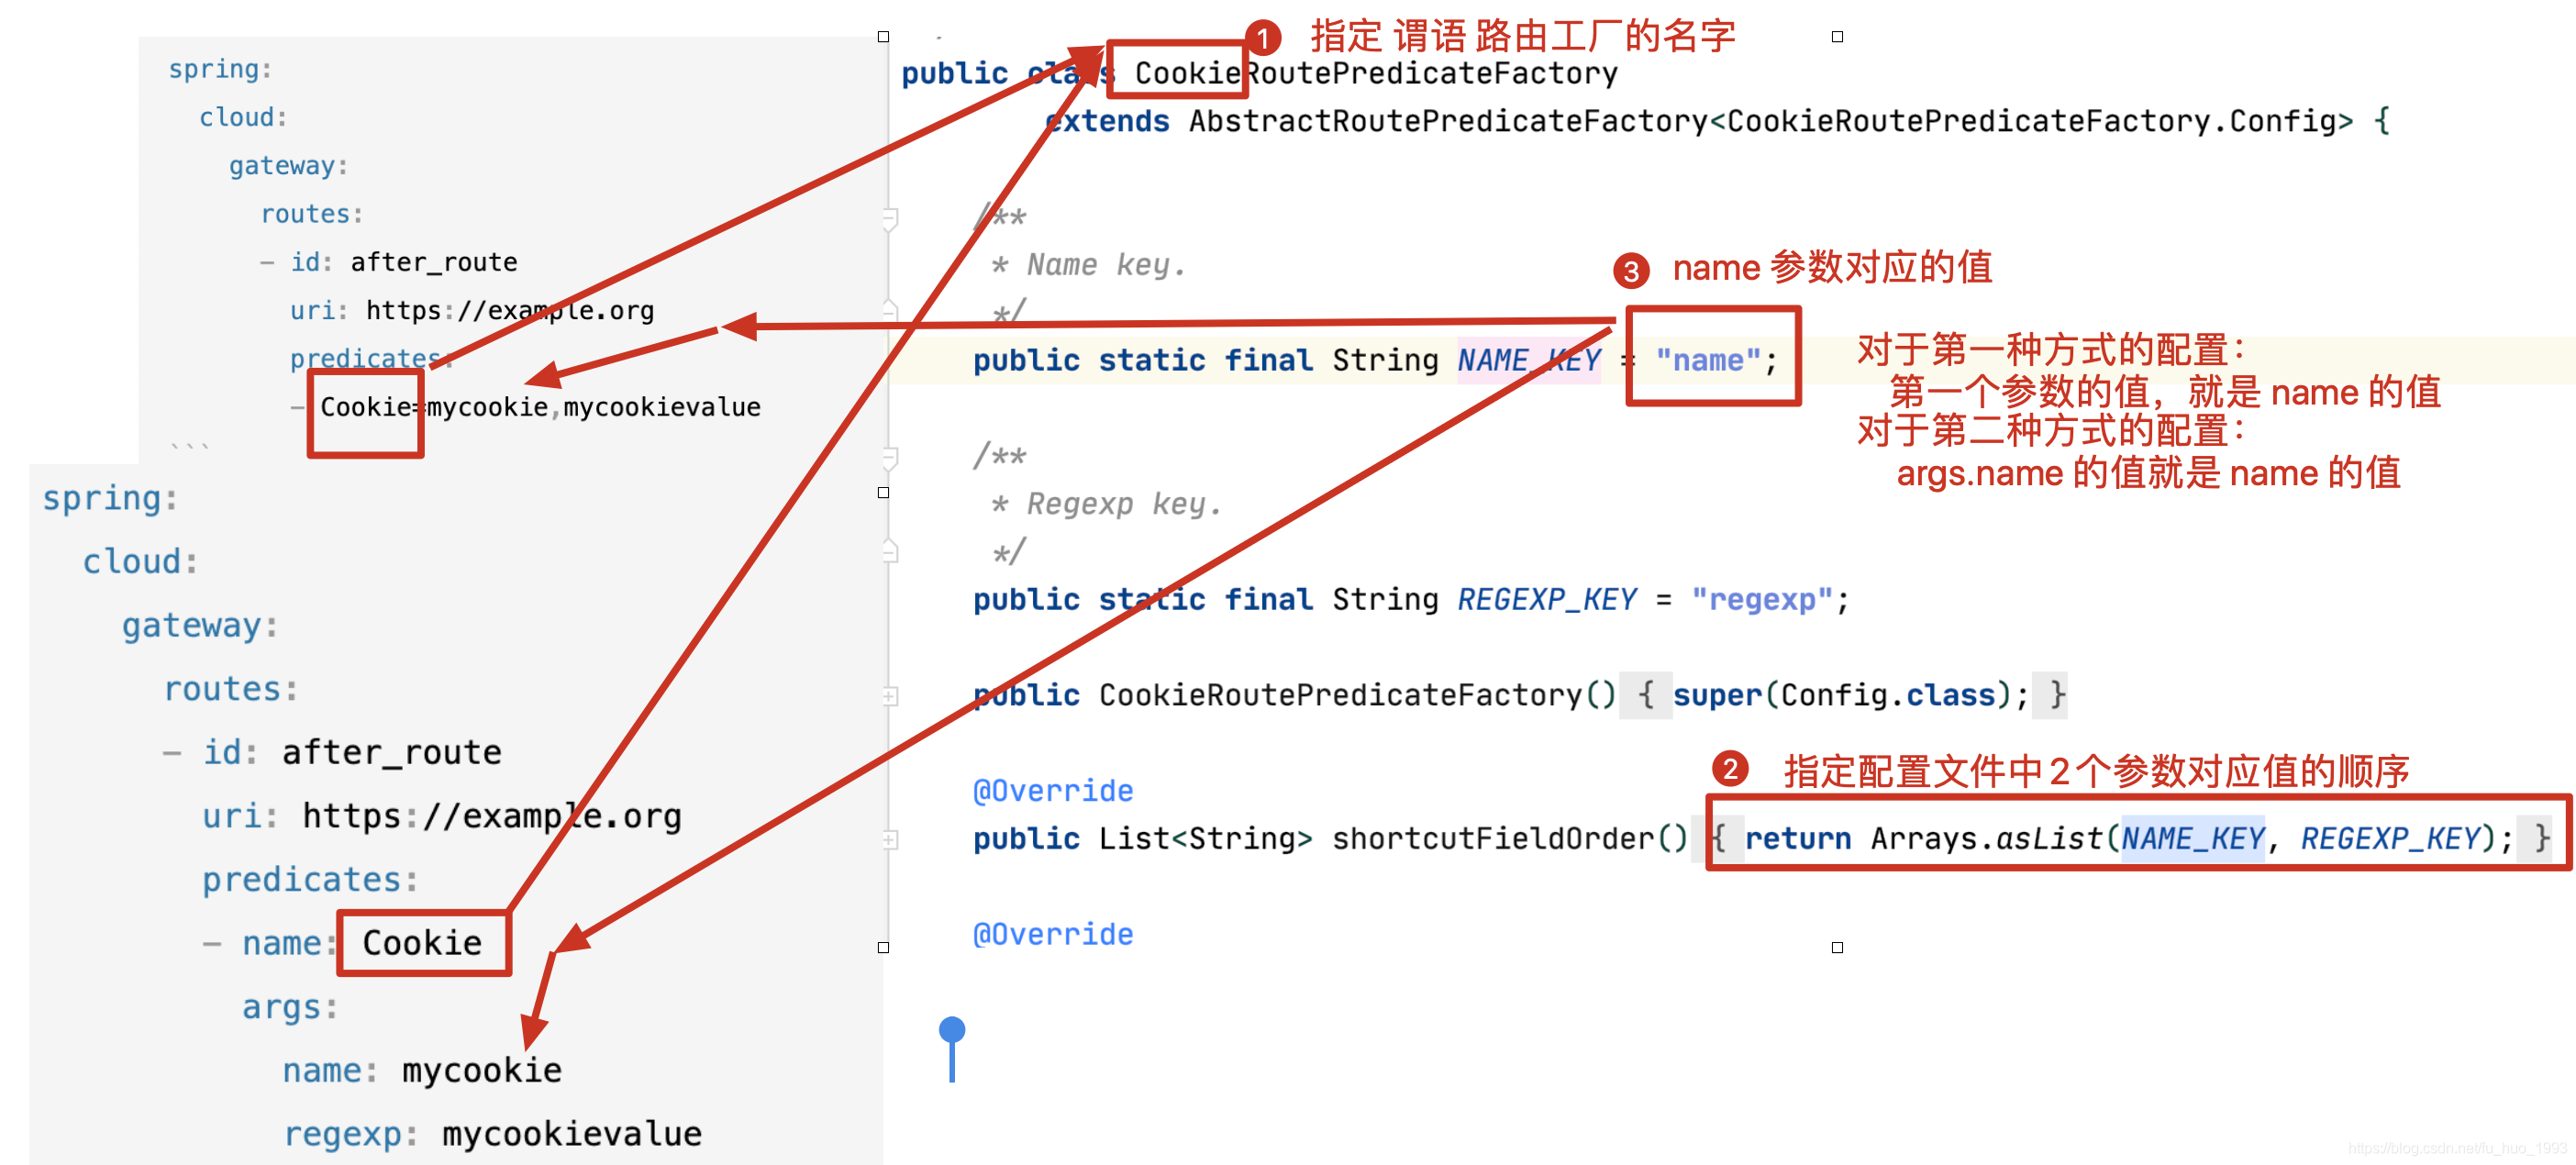 spring:
cloud:
gateway:
routes:
- id: after_route
uri: https://example.org
predicates:
- Cookie=mycookie,mycookievalue
```
spring:
cloud:
gateway:
routes:
- id: after_route
uri: https://example.org
predicates:
- name: Cookie
args:
name: mycookie
regexp: mycookievalue
1 指定 谓语 路由工厂的名字
public class CookieRoutePredicateFactory
extends AbstractRoutePredicateFactory<CookieRoutePredicateFactory.Config> {
/**
* Name key.
*/
3 name 参数对应的值
public static final String NAME_KEY = "name";
对于第一种方式的配置：
第一个参数的值，就是 name 的值
对于第二种方式的配置：
args.name 的值就是 name 的值
/**
* Regexp key.
*/
public static final String REGEXP_KEY = "regexp";
public CookieRoutePredicateFactory() { super(Config.class); }
2 指定配置文件中 2 个参数对应值的顺序
@Override
public List<String> shortcutFieldOrder() { return Arrays.asList(NAME_KEY, REGEXP_KEY); }
@Override
https://blog.csdn.net/fu_huo_1993